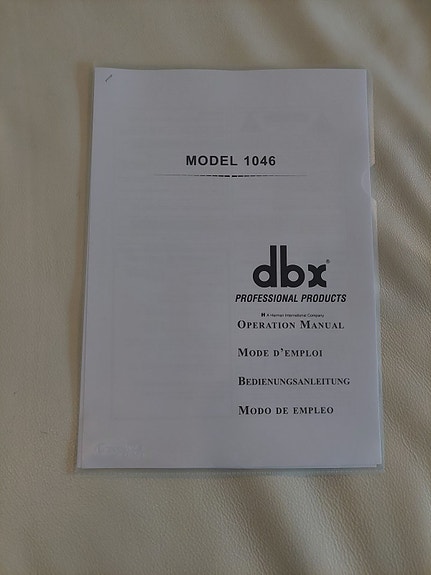 MODEL 1046
dbx®
PROFESSIONAL PRODUCTS
H A Harman International Company
OPERATION MANUAL
MODE D'EMPLOI
BEDIENUNGSANLEITUNG
MODO DE EMPLEO